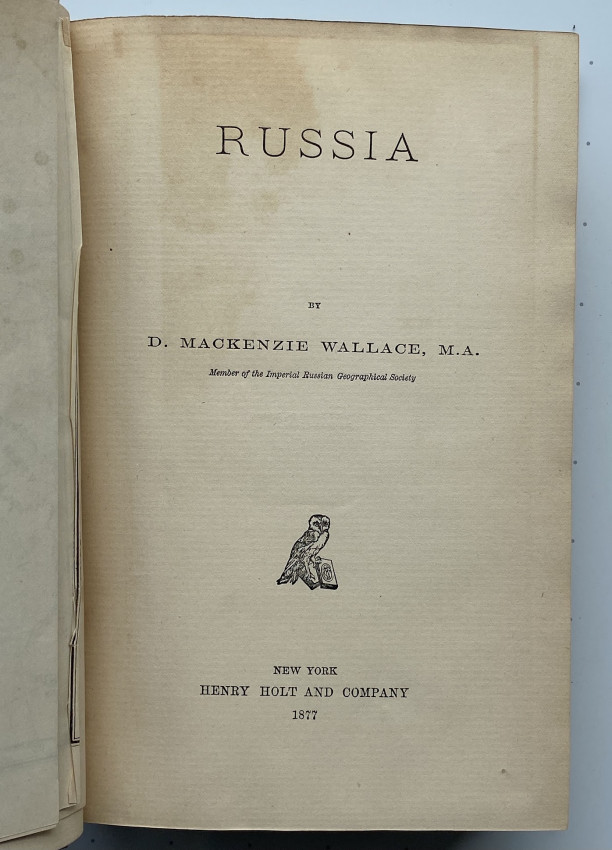 RUSSIA
BY
D. MACKENZIE WALLACE, M.A.
Member of the Imperial Russian Geographical Society
NEW YORK
HENRY HOLT AND COMPANY
1877